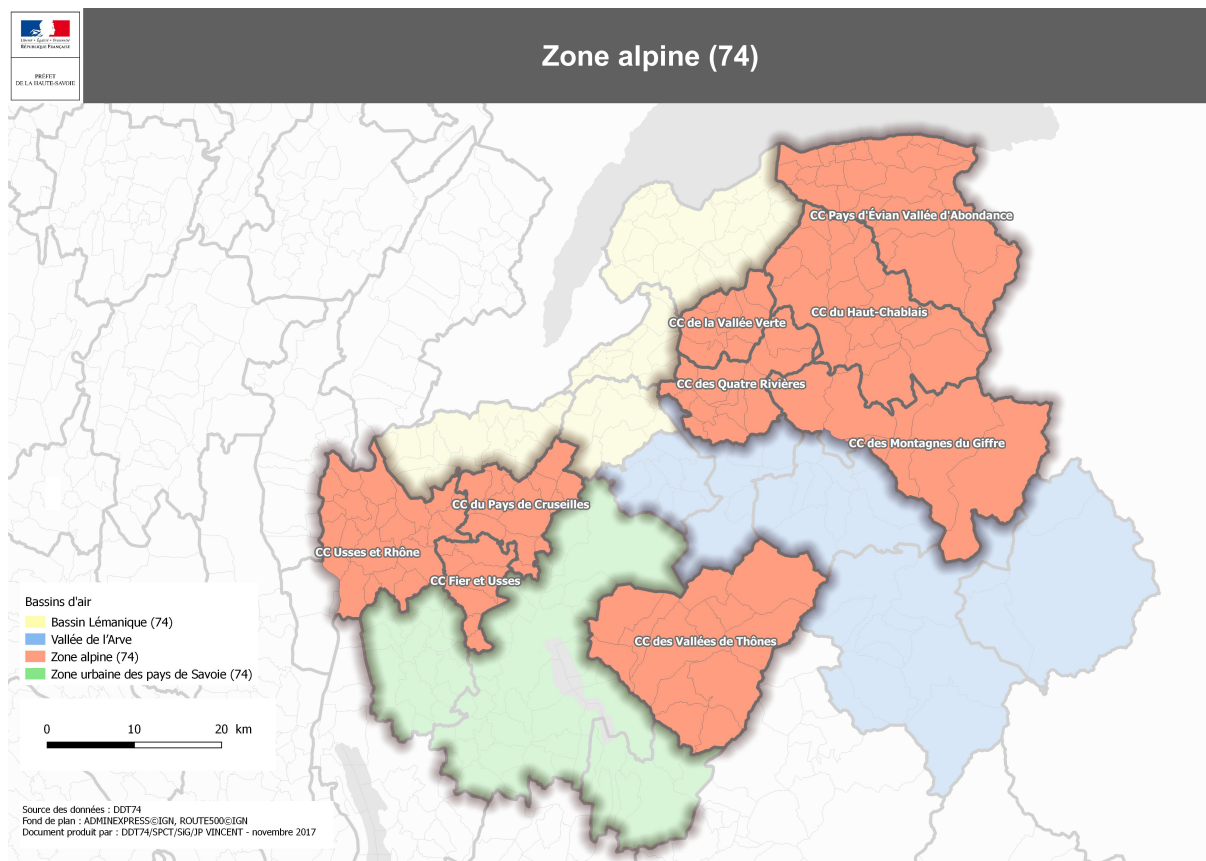 Liberté • Égalité • Fraternité
RÉPUBLIQUE FRANÇAISE
PRÉFET
DE LA HAUTE-SAVOIE
Zone alpine (74)
CC Pays d'Évian Vallée d'Abondance
CC du Haut-Chablais
CC de la Vallée Verte
CC des Quatre Rivières
CC des Montagnes du Giffre
CC du Pays de Cruseilles
CC Usses et Rhône
CC Fier et Usses
CC des Vallées de Thônes
Bassins d'air
Bassin Lémanique (74)
Vallée de l'Arve
Zone alpine (74)
Zone urbaine des pays de Savoie (74)
0 10 20 km
Source des données : DDT74
Fond de plan : ADMINEXPRESS©IGN, ROUTE500©IGN
Document produit par : DDT74/SPCT/SiG/JP VINCENT - novembre 2017